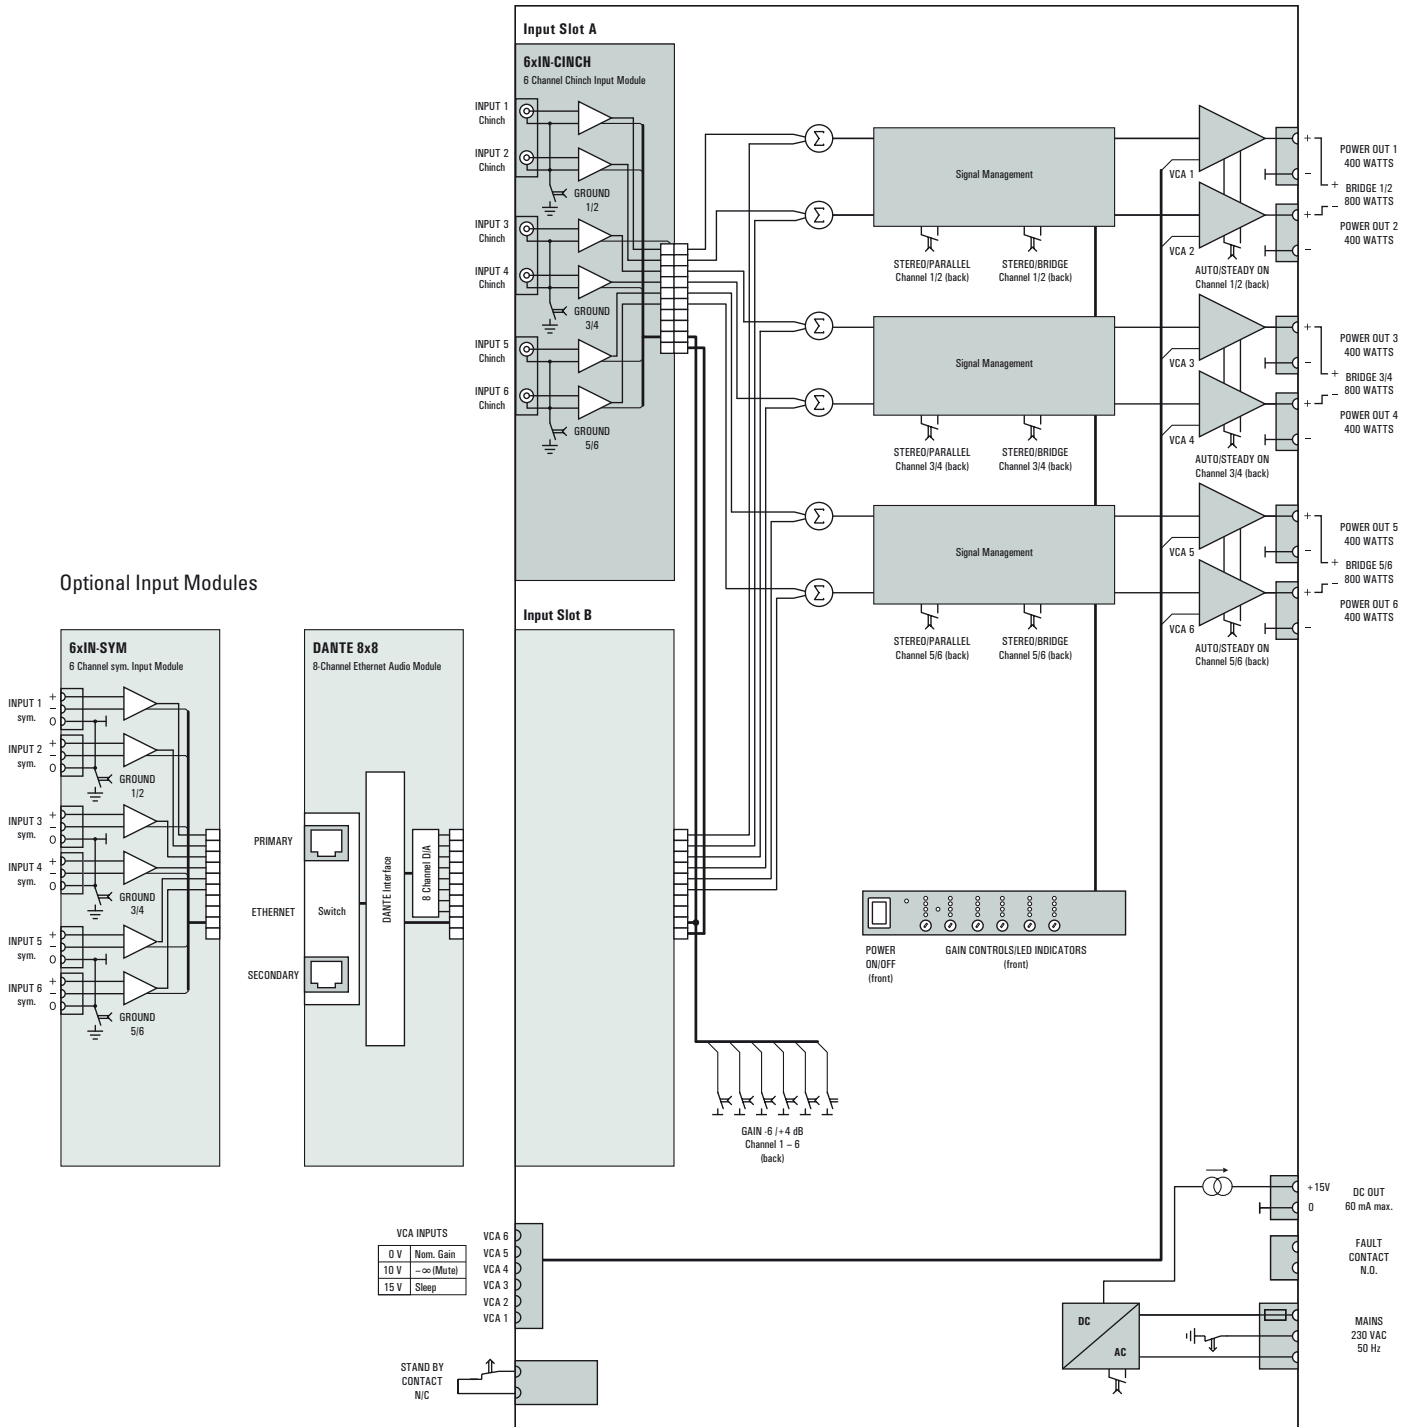 Input Slot A
6xIN-CINCH
6 Channel Chinch Input Module
INPUT 1
Chinch
INPUT 2
Chinch
GROUND
1/2
INPUT 3
Chinch
INPUT 4
Chinch
GROUND
3/4
INPUT 5
Chinch
INPUT 6
Chinch
GROUND
5/6
Σ
Σ
Signal Management
STEREO/PARALLEL
Channel 1/2 (back)
STEREO/BRIDGE
Channel 1/2 (back)
VCA 1
VCA 2
AUTO/STEADY ON
Channel 1/2 (back)
+
−
+
−
POWER OUT 1
400 WATTS
+ BRIDGE 1/2
− 800 WATTS
POWER OUT 2
400 WATTS
Σ
Σ
Signal Management
STEREO/PARALLEL
Channel 3/4 (back)
STEREO/BRIDGE
Channel 3/4 (back)
VCA 3
VCA 4
AUTO/STEADY ON
Channel 3/4 (back)
+
−
+
−
POWER OUT 3
400 WATTS
+ BRIDGE 3/4
− 800 WATTS
POWER OUT 4
400 WATTS
Σ
Σ
Signal Management
STEREO/PARALLEL
Channel 5/6 (back)
STEREO/BRIDGE
Channel 5/6 (back)
VCA 5
VCA 6
AUTO/STEADY ON
Channel 5/6 (back)
+
−
+
−
POWER OUT 5
400 WATTS
+ BRIDGE 5/6
− 800 WATTS
POWER OUT 6
400 WATTS
Optional Input Modules
6xIN-SYM
6 Channel sym. Input Module
INPUT 1
sym.
+
−
0
INPUT 2
sym.
+
−
0
GROUND
1/2
INPUT 3
sym.
+
−
0
INPUT 4
sym.
+
−
0
GROUND
3/4
INPUT 5
sym.
+
−
0
INPUT 6
sym.
+
−
0
GROUND
5/6
DANTE 8x8
8-Channel Ethernet Audio Module
PRIMARY
ETHERNET
SECONDARY
Switch
DANTE Interface
8 Channel D/A
Input Slot B
POWER
ON/OFF
(front)
GAIN CONTROLS/LED INDICATORS
(front)
GAIN -6 /+4 dB
Channel 1 – 6
(back)
VCA INPUTS
0 V Nom. Gain
10 V −∞ (Mute)
15 V Sleep
VCA 6
VCA 5
VCA 4
VCA 3
VCA 2
VCA 1
STAND BY
CONTACT
N/C
+15V
0
DC OUT
60 mA max.
FAULT
CONTACT
N.O.
DC
AC
MAINS
230 VAC
50 Hz